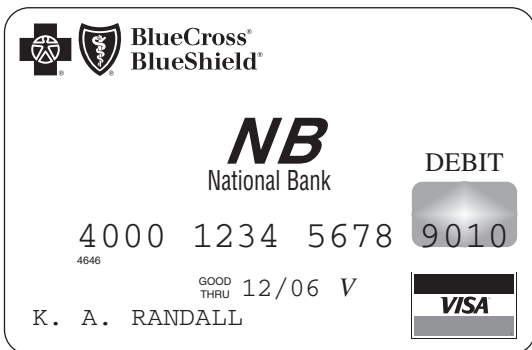 BlueCross®
BlueShield®
NB
National Bank
DEBIT
4000 1234 5678 9010
4646
GOOD THRU 12/06 V
K. A. RANDALL
VISA